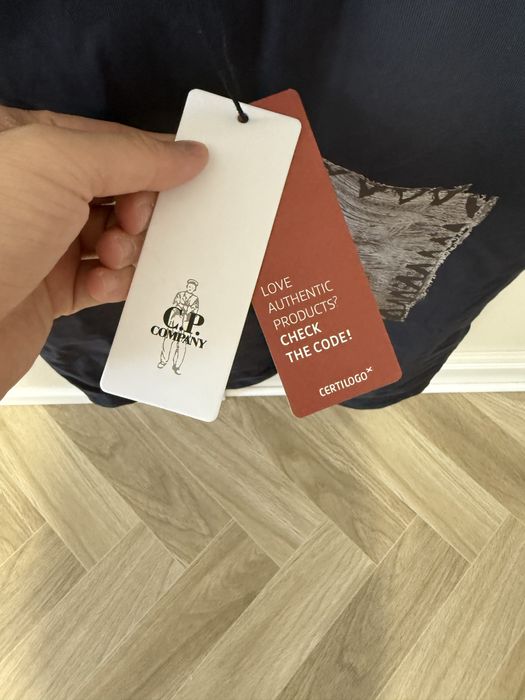 C.P.
COMPANY
LOVE
AUTHENTIC
PRODUCTS?
CHECK
THE CODE!
CERTILOGO